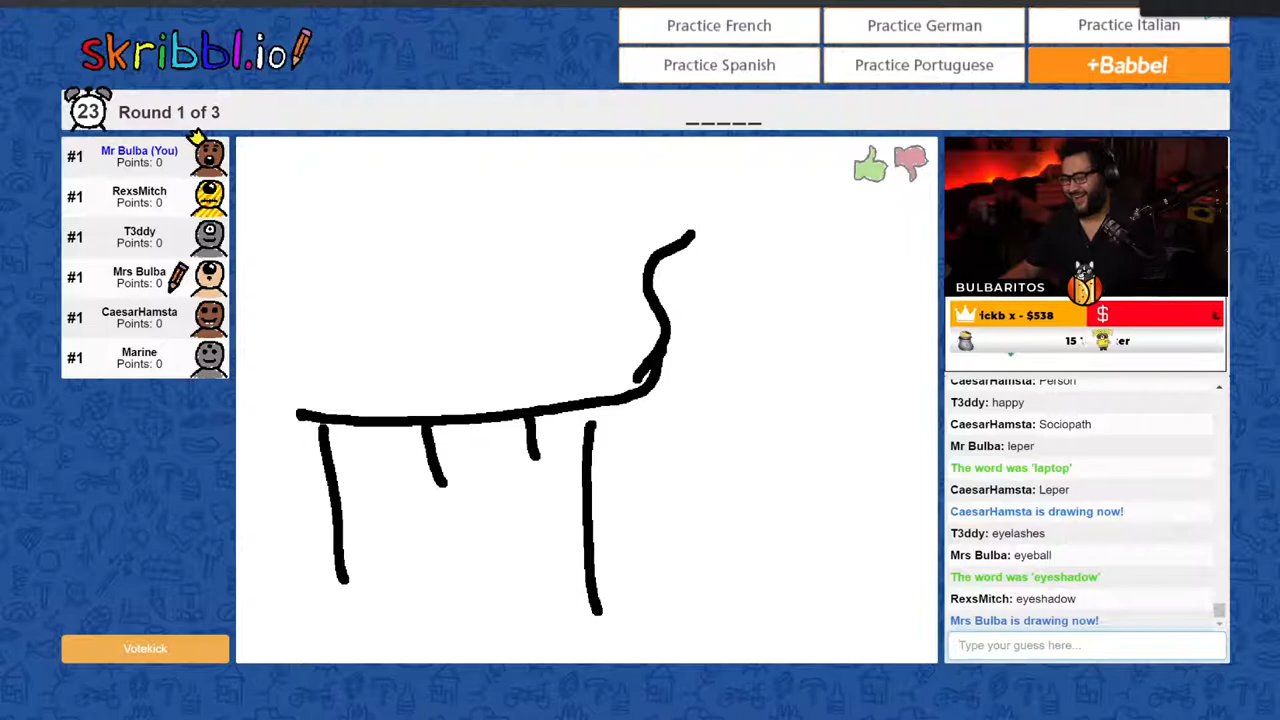 Practice French
Practice German
Practice Italian
skribbl.io
Practice Spanish
Practice Portuguese
+Babbel
23
Round 1 of 3
_____
#1 Mr Bulba (You)
Points: 0
#1 RexsMitch
Points: 0
#1 T3ddy
Points: 0
#1 Mrs Bulba
Points: 0
#1 CaesarHamsta
Points: 0
#1 Marine
Points: 0
Votekick
BULBARITOS
ickb x - $538
$
15
er
CaesarHamsta: Person
T3ddy: happy
CaesarHamsta: Sociopath
Mr Bulba: leper
The word was 'laptop'
CaesarHamsta: Leper
CaesarHamsta is drawing now!
T3ddy: eyelashes
Mrs Bulba: eyeball
The word was 'eyeshadow'
RexsMitch: eyeshadow
Mrs Bulba is drawing now!
Type your guess here...